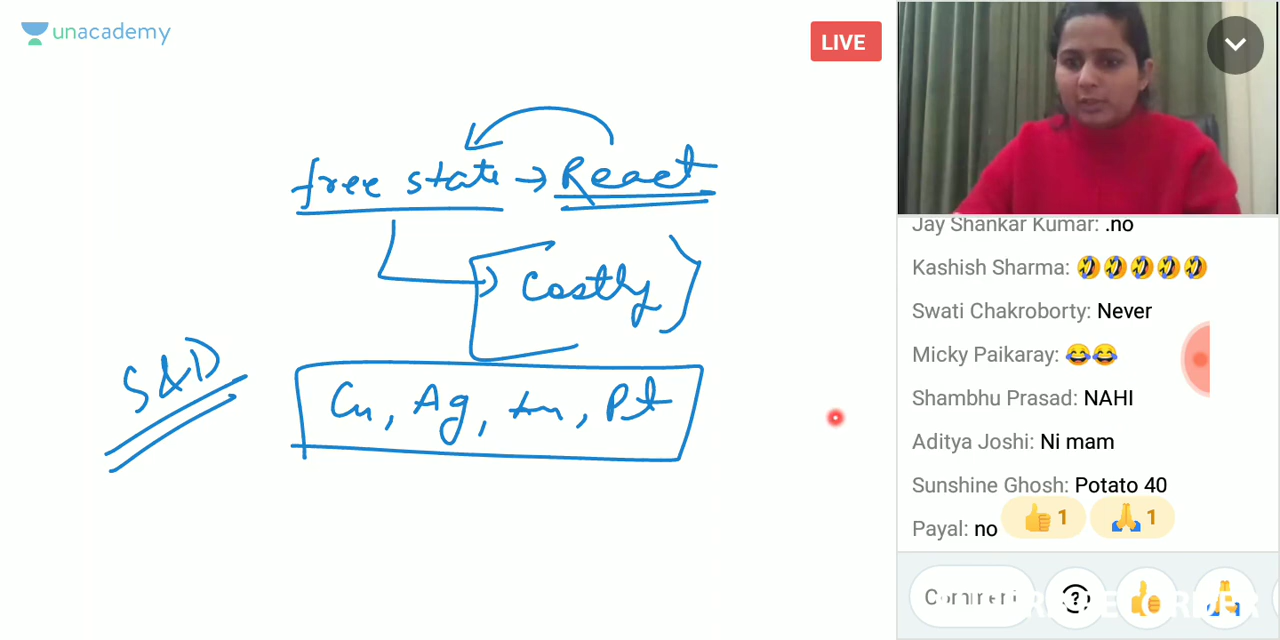 unacademy
LIVE
free state → React
Costly
S&D
Cu, Ag, Au, Pt
Jay Shankar Kumar: .no
Kashish Sharma: 🤣🤣🤣🤣🤣
Swati Chakroborty: Never
Micky Paikaray: 😂😂
Shambhu Prasad: NAHI
Aditya Joshi: Ni mam
Sunshine Ghosh: Potato 40
Payal: no
👍 1 🙏 1
Comment